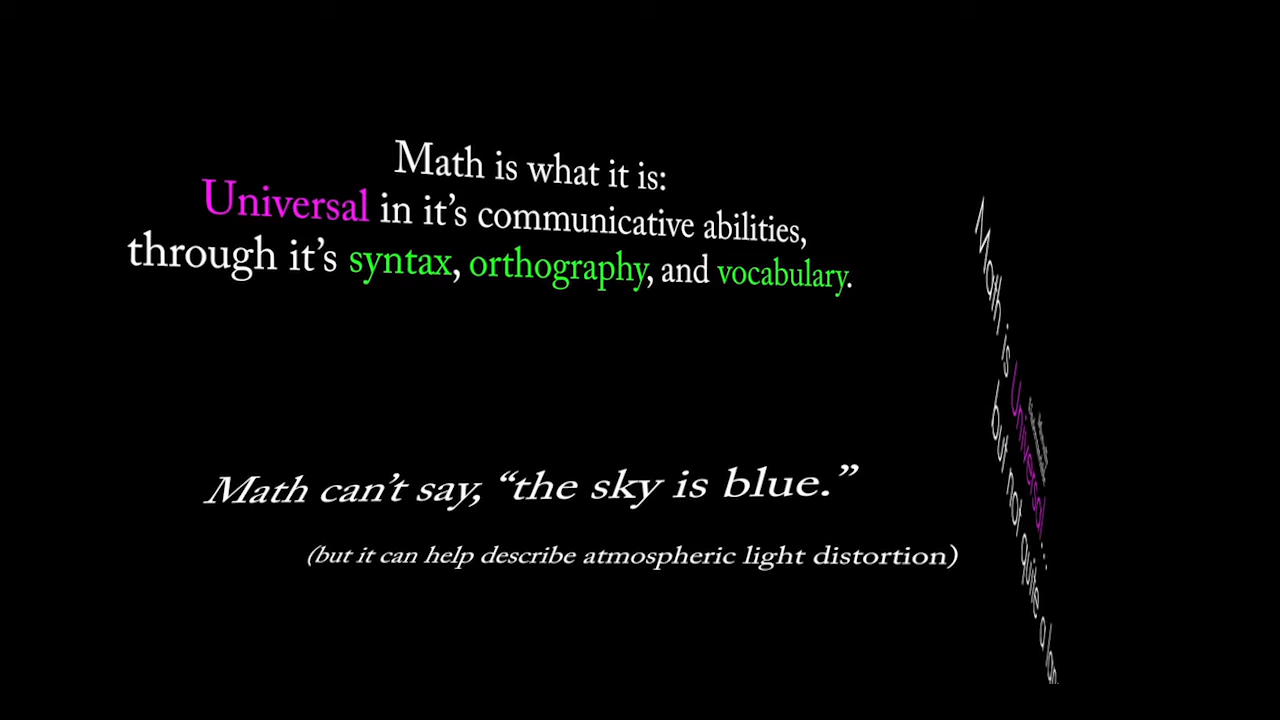 Math is what it is:
Universal in it’s communicative abilities,
through it’s syntax, orthography, and vocabulary.
Math can’t say, “the sky is blue.”
(but it can help describe atmospheric light distortion)
Math is Universal...
but not quite a